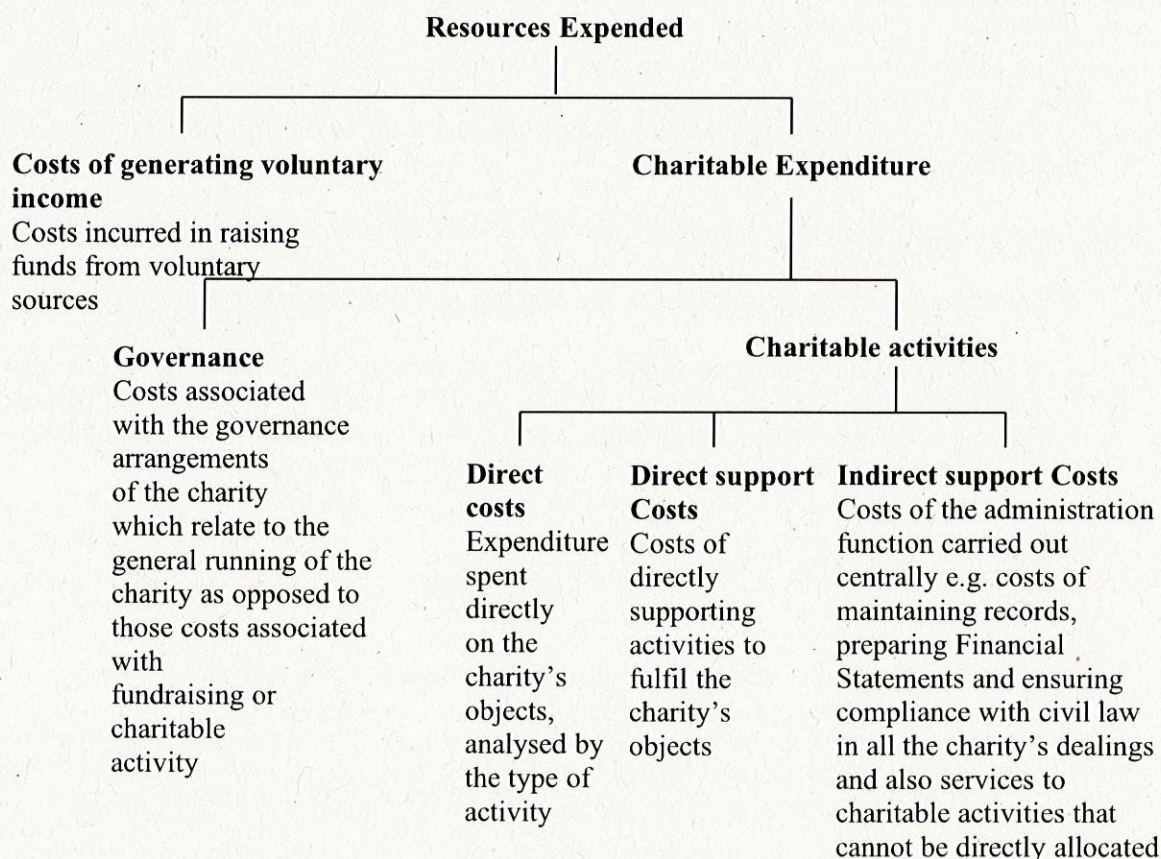 Resources Expended
Costs of generating voluntary
income
Costs incurred in raising
funds from voluntary
sources
Charitable Expenditure
Governance
Costs associated
with the governance
arrangements
of the charity
which relate to the
general running of the
charity as opposed to
those costs associated
with
fundraising or
charitable
activity
Charitable activities
Direct
costs
Expenditure
spent
directly
on the
charity's
objects,
analysed by
the type of
activity
Direct support
Costs
Costs of
directly
supporting
activities to
fulfil the
charity's
objects
Indirect support Costs
Costs of the administration
function carried out
centrally e.g. costs of
maintaining records,
preparing Financial
Statements and ensuring
compliance with civil law
in all the charity's dealings
and also services to
charitable activities that
cannot be directly allocated